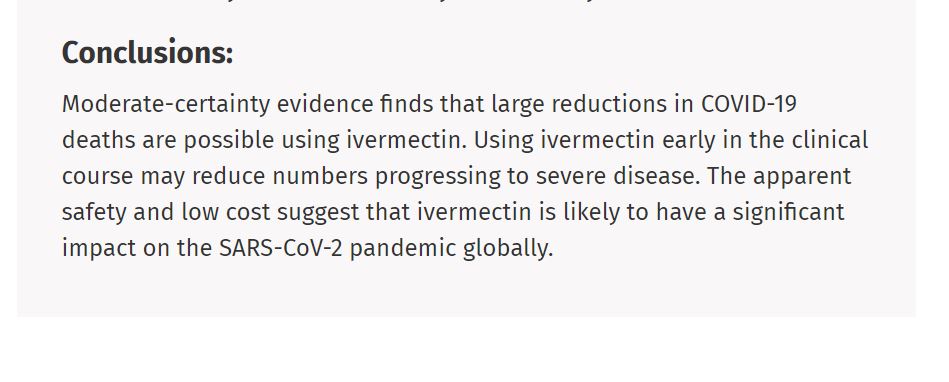 Conclusions:
Moderate-certainty evidence finds that large reductions in COVID-19
deaths are possible using ivermectin. Using ivermectin early in the clinical
course may reduce numbers progressing to severe disease. The apparent
safety and low cost suggest that ivermectin is likely to have a significant
impact on the SARS-CoV-2 pandemic globally.